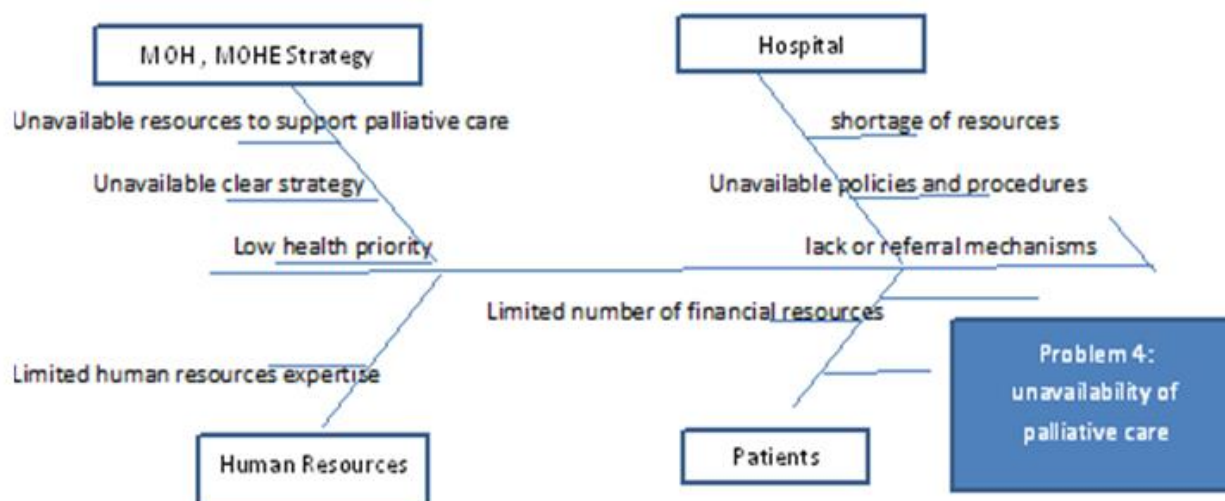 MOH , MOHE Strategy
Hospital
Unavailable resources to support palliative care
shortage of resources
Unavailable clear strategy
Unavailable policies and procedures
Low health priority
lack or referral mechanisms
Limited number of financial resources
Limited human resources expertise
Problem 4:
unavailability of
palliative care
Human Resources
Patients